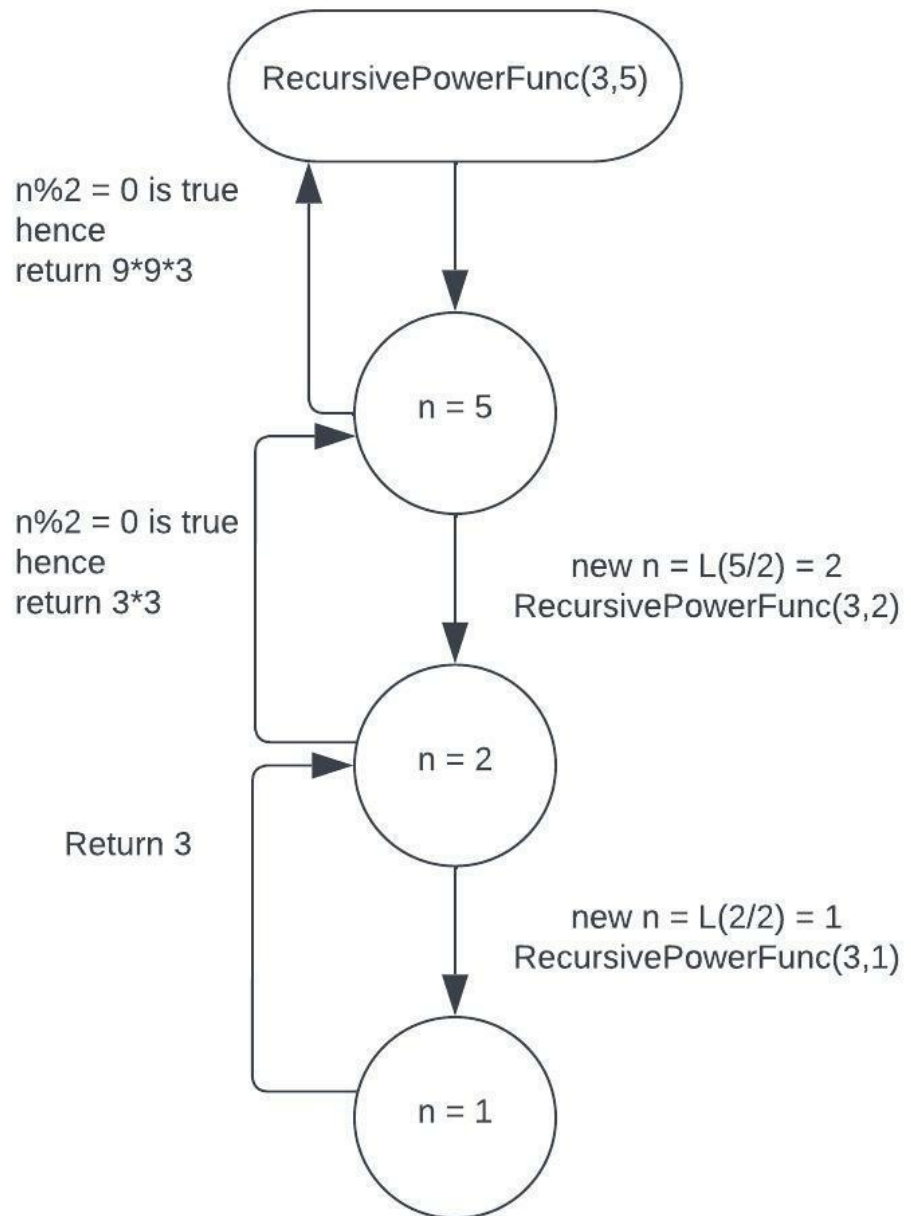 RecursivePowerFunc(3,5)
n%2 = 0 is true
hence
return 9*9*3
n = 5
n%2 = 0 is true
hence
return 3*3
new n = L(5/2) = 2
RecursivePowerFunc(3,2)
n = 2
Return 3
new n = L(2/2) = 1
RecursivePowerFunc(3,1)
n = 1